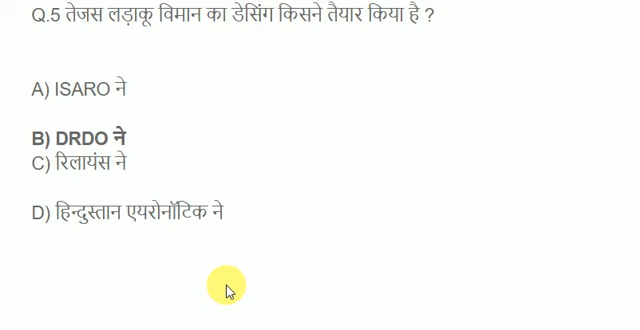 Q.5 तेजस लड़ाकू विमान का डेसिंग किसने तैयार किया है ?
A) ISARO ने
B) DRDO ने
C) रिलायंस ने
D) हिन्दुस्तान एयरोनॉटिक ने